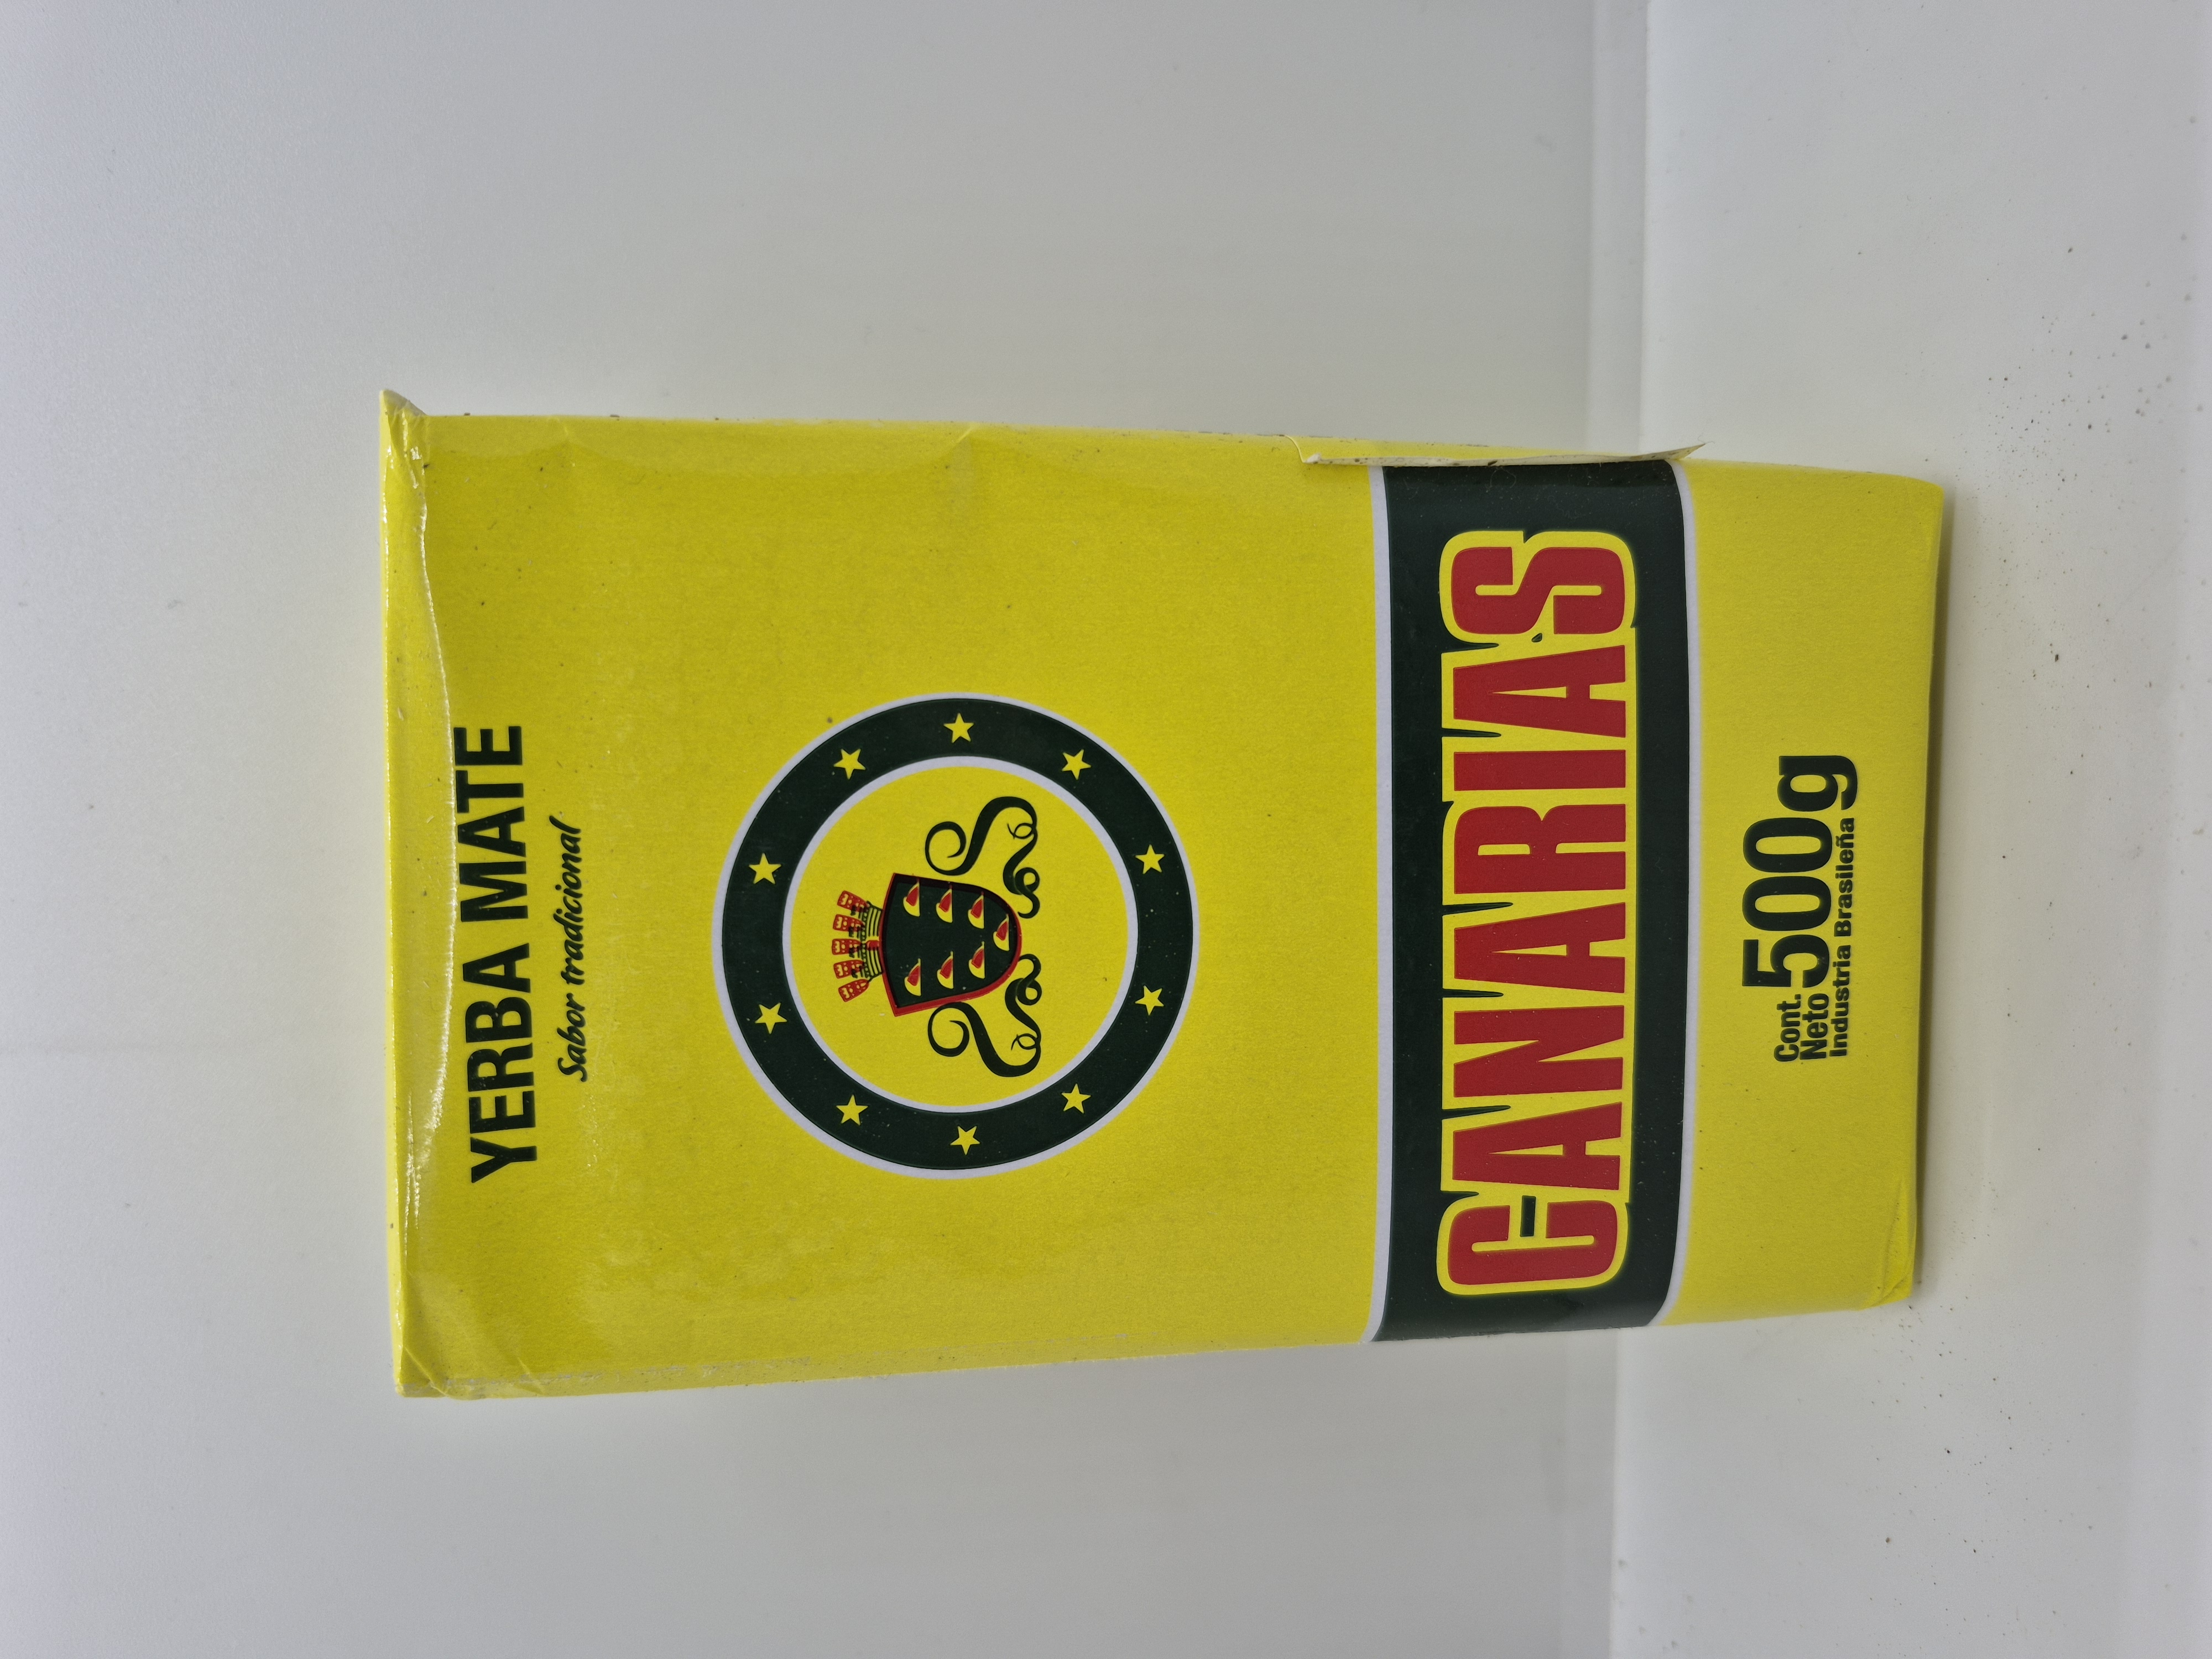 YERBA MATE
Sabor tradicional
CANARIAS
Cont.
Neto 500g
Industria Brasileña